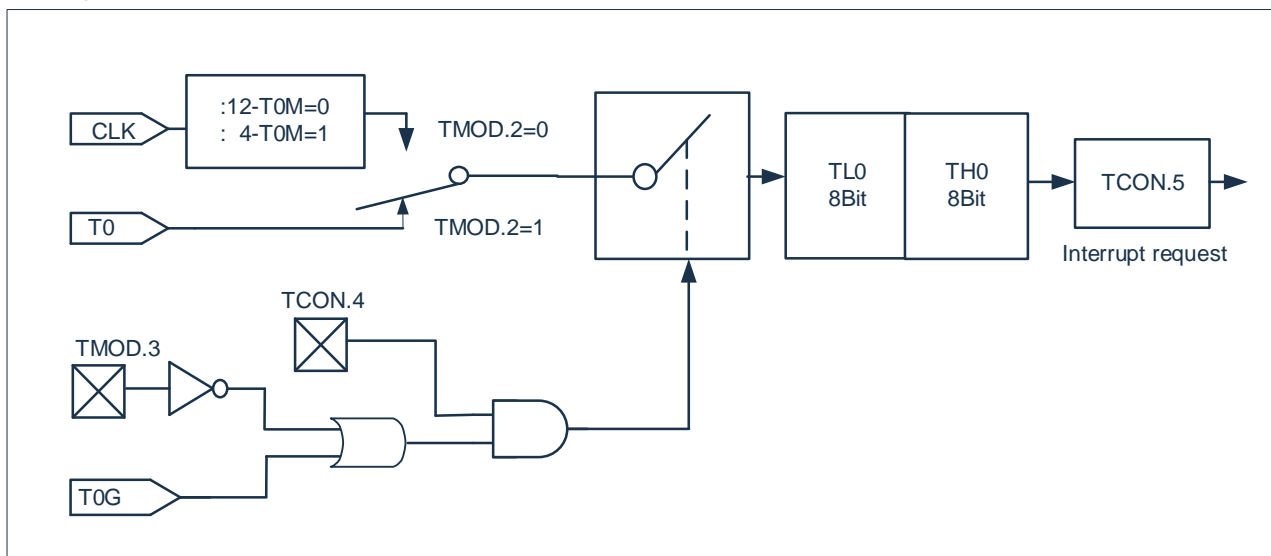 :12-T0M=0
: 4-T0M=1
CLK
TMOD.2=0
T0
TMOD.2=1
TL0
8Bit
TH0
8Bit
TCON.5
Interrupt request
TCON.4
TMOD.3
T0G